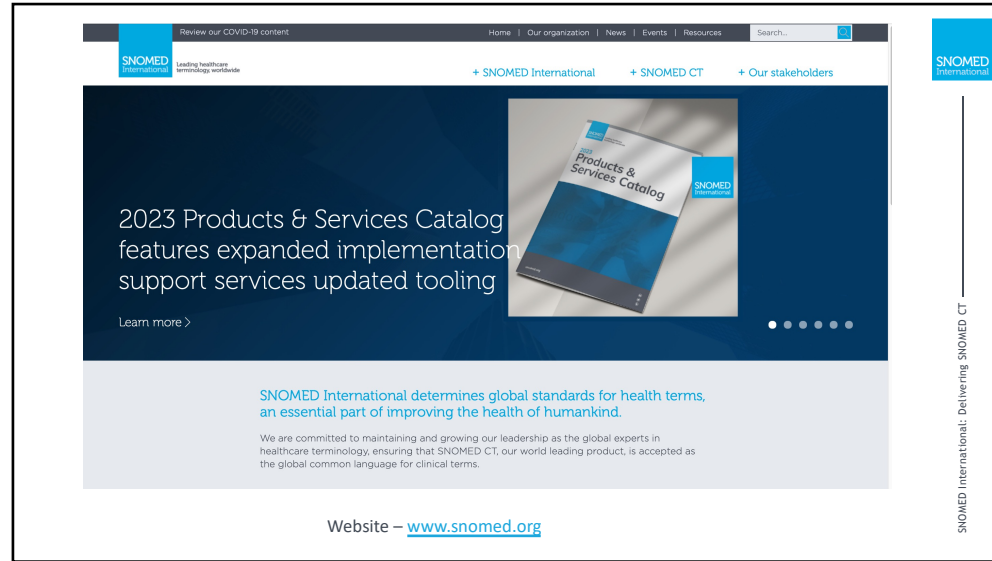 Review our COVID-19 content
Home | Our organization | News | Events | Resources
Search...
SNOMED
International
Leading healthcare
terminology, worldwide
+ SNOMED International
+ SNOMED CT
+ Our stakeholders
2023
Products &
Services Catalog
SNOMED
International
2023 Products & Services Catalog
features expanded implementation
support services updated tooling
Learn more >
SNOMED International determines global standards for health terms,
an essential part of improving the health of humankind.
We are committed to maintaining and growing our leadership as the global experts in
healthcare terminology, ensuring that SNOMED CT, our world leading product, is accepted as
the global common language for clinical terms.
Website – www.snomed.org
SNOMED
International
SNOMED International: Delivering SNOMED CT